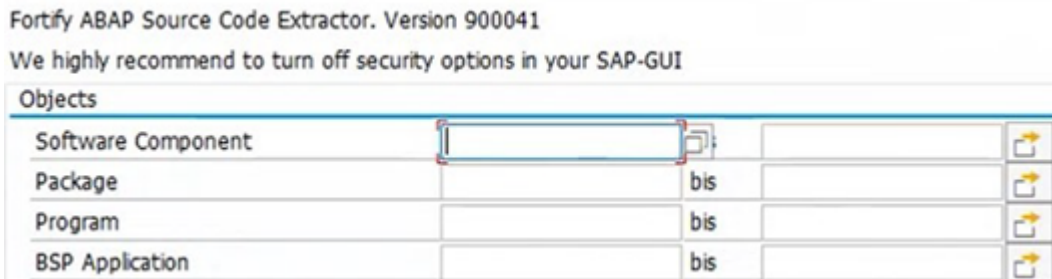 Fortify ABAP Source Code Extractor. Version 900041
We highly recommend to turn off security options in your SAP-GUI
Objects
Software Component
Package bis
Program bis
BSP Application bis